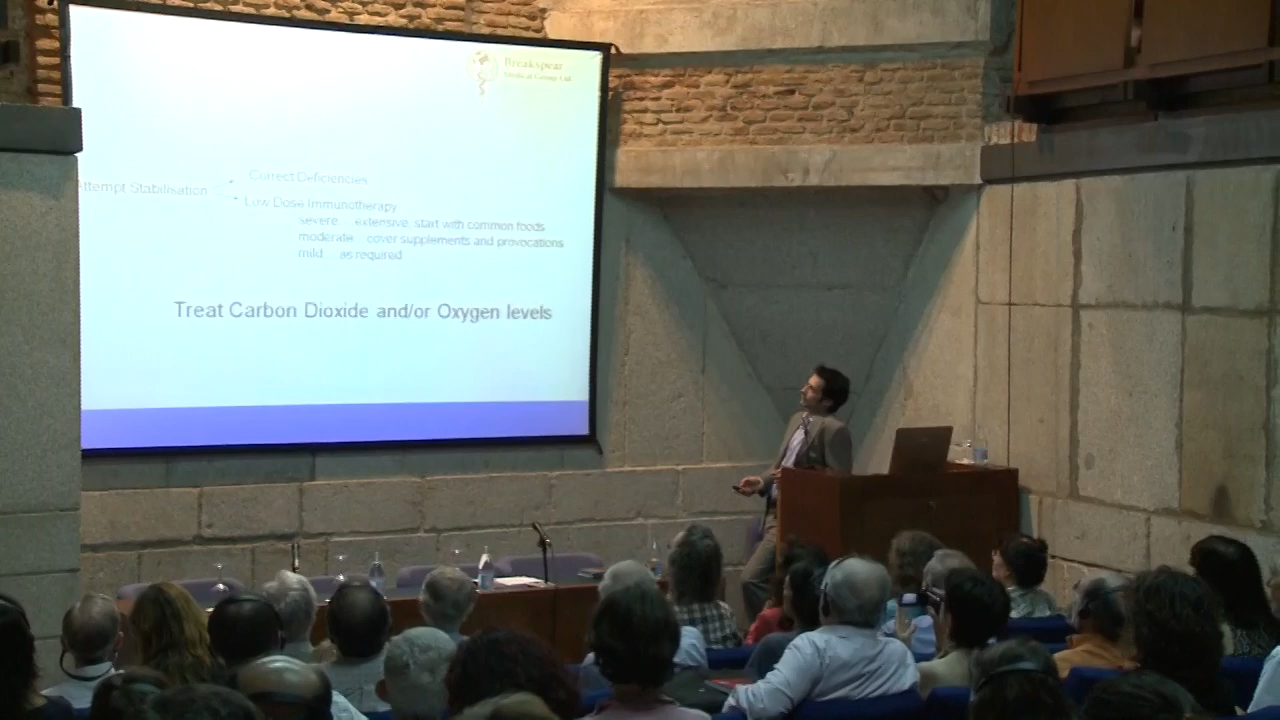 Breakspear
Medical Group Ltd
Correct Deficiencies
ttempt Stabilisation
Low Dose Immunotherapy
severe... extensive, start with common foods
moderate... cover supplements and provocations
mild... as required
Treat Carbon Dioxide and/or Oxygen levels